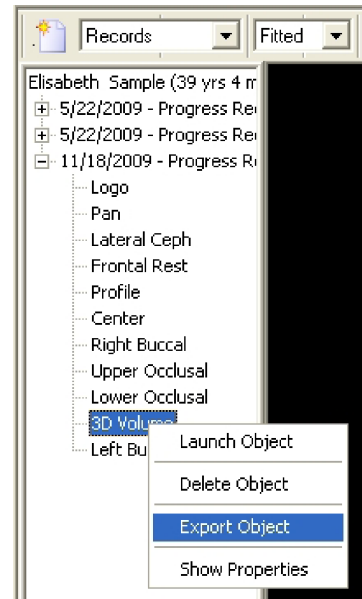 Records Fitted
Elisabeth Sample (39 yrs 4 m
5/22/2009 - Progress Re
5/22/2009 - Progress Re
11/18/2009 - Progress R
Logo
Pan
Lateral Ceph
Frontal Rest
Profile
Center
Right Buccal
Upper Occlusal
Lower Occlusal
3D Volume
Left Bu
Launch Object
Delete Object
Export Object
Show Properties